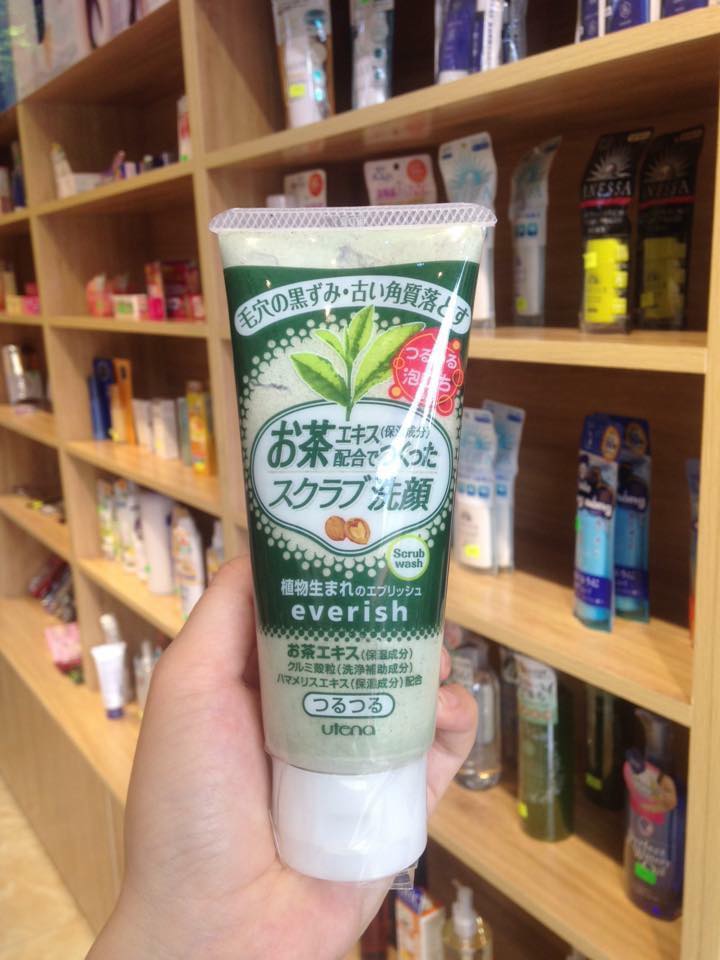 毛穴の黒ずみ・古い角質落とす
つるつる
お茶エキス(保湿成分)
配合でつくった
スクラブ洗顔
Scrub
wash
植物生まれのエブリッシュ
everish
お茶エキス(保湿成分)
クルミ殻粒(洗浄補助成分)
ハマメリスエキス(保湿成分)配合
つるつる
utena
ANESSA